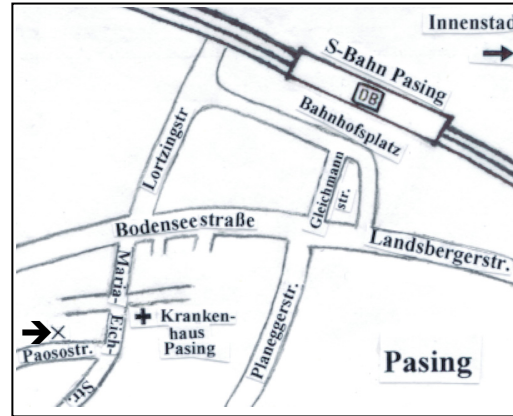 Innenstad
S-Bahn Pasing
DB
Bahnhofsplatz
Lortzingstr
Gleichmann
str.
Bodenseestraße
Landsbergerstr.
Maria-
Eich-
Str.
Planeggerstr.
Kranken-
haus
Pasing
Paosostr.
Pasing